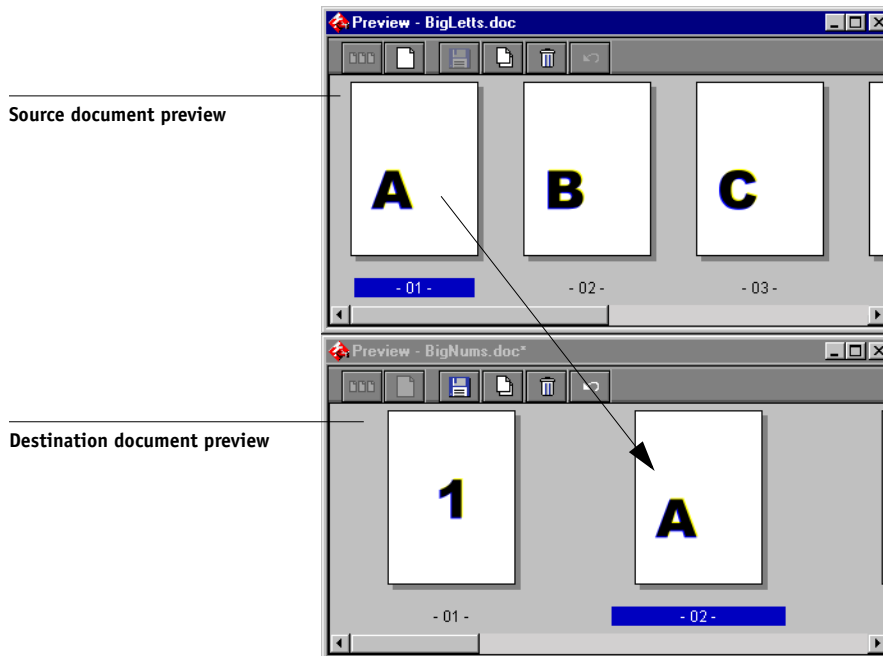 Preview - BigLetts.doc
Source document preview
A B C
- 01 - - 02 - - 03 -
Preview - BigNums.doc*
Destination document preview
1 A
- 01 - - 02 -